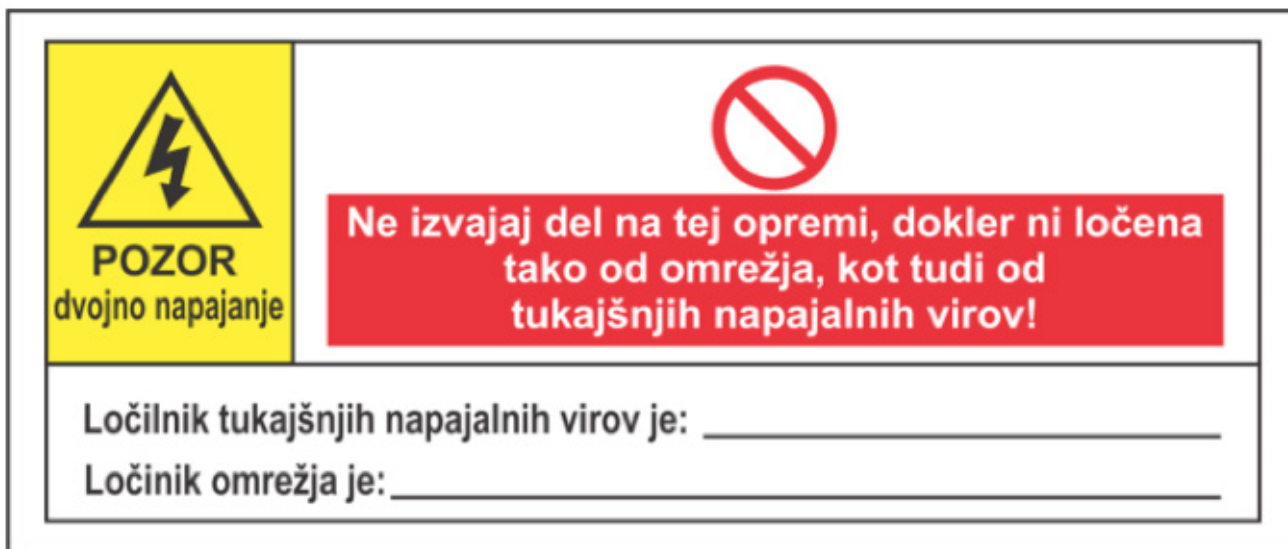 POZOR
dvojno napajanje
Ne izvajaj del na tej opremi, dokler ni ločena
tako od omrežja, kot tudi od
tukajšnjih napajalnih virov!
Ločilnik tukajšnjih napajalnih virov je:
Ločinik omrežja je: